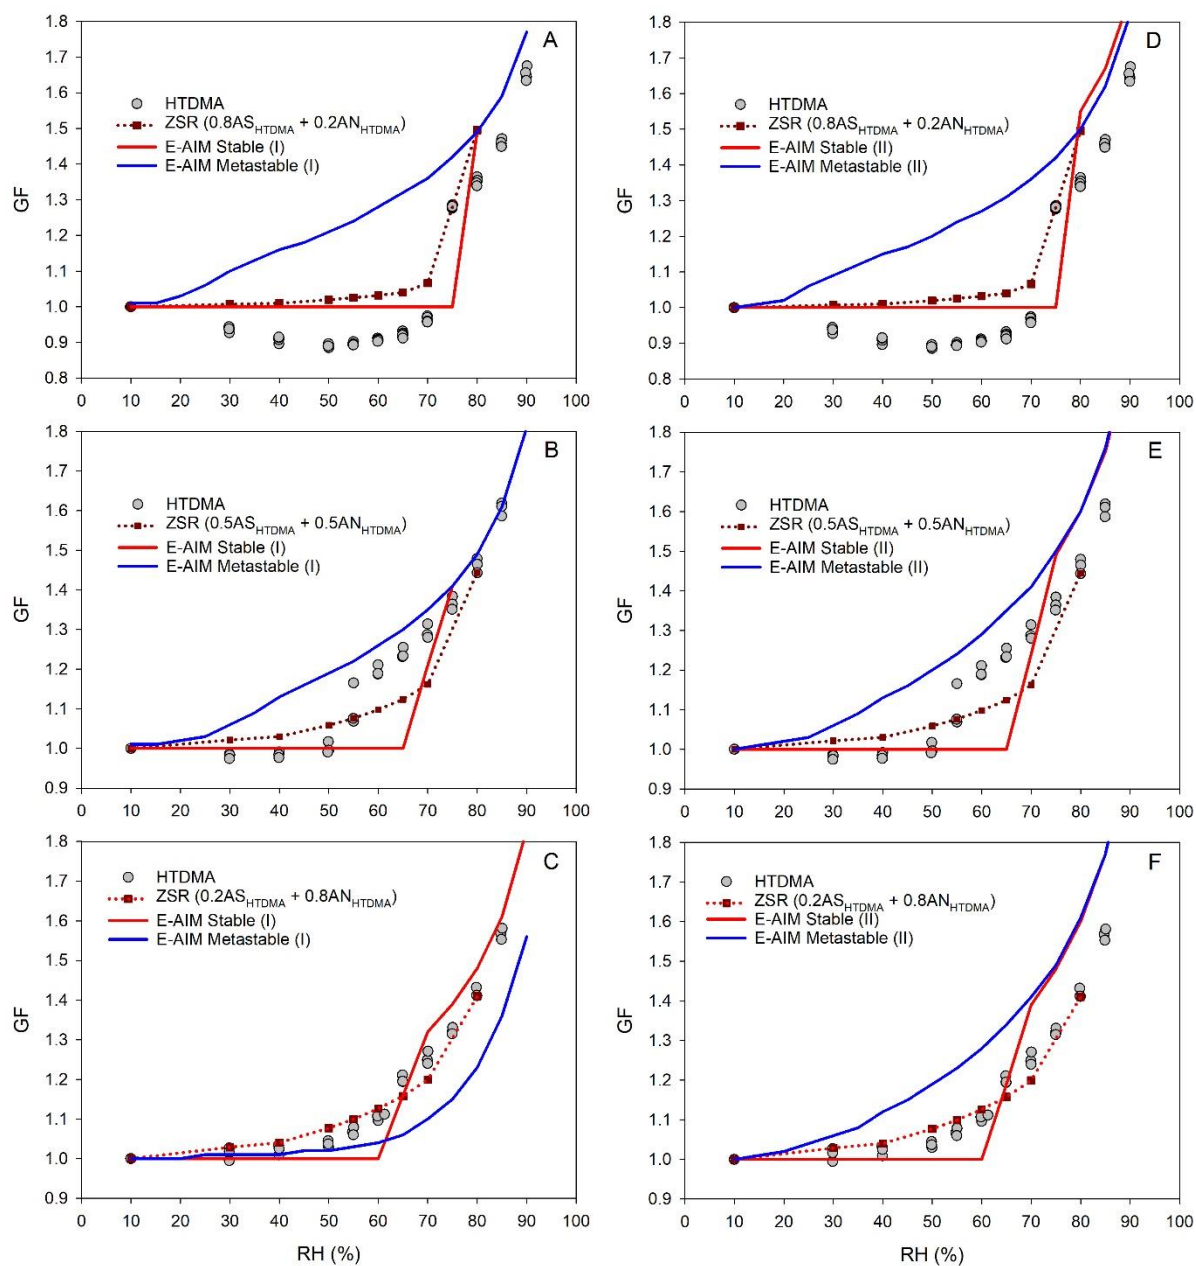 A
HTDMA
ZSR (0.8AS_HTDMA + 0.2AN_HTDMA)
E-AIM Stable (I)
E-AIM Metastable (I)
GF
1.8
1.7
1.6
1.5
1.4
1.3
1.2
1.1
1.0
0.9
0.8
0 10 20 30 40 50 60 70 80 90 100
D
HTDMA
ZSR (0.8AS_HTDMA + 0.2AN_HTDMA)
E-AIM Stable (II)
E-AIM Metastable (II)
GF
1.8
1.7
1.6
1.5
1.4
1.3
1.2
1.1
1.0
0.9
0.8
0 10 20 30 40 50 60 70 80 90 100
B
HTDMA
ZSR (0.5AS_HTDMA + 0.5AN_HTDMA)
E-AIM Stable (I)
E-AIM Metastable (I)
GF
1.8
1.7
1.6
1.5
1.4
1.3
1.2
1.1
1.0
0.9
0 10 20 30 40 50 60 70 80 90 100
E
HTDMA
ZSR (0.5AS_HTDMA + 0.5AN_HTDMA)
E-AIM Stable (II)
E-AIM Metastable (II)
GF
1.8
1.7
1.6
1.5
1.4
1.3
1.2
1.1
1.0
0.9
0 10 20 30 40 50 60 70 80 90 100
C
HTDMA
ZSR (0.2AS_HTDMA + 0.8AN_HTDMA)
E-AIM Stable (I)
E-AIM Metastable (I)
GF
1.8
1.7
1.6
1.5
1.4
1.3
1.2
1.1
1.0
0.9
0 10 20 30 40 50 60 70 80 90 100
RH (%)
F
HTDMA
ZSR (0.2AS_HTDMA + 0.8AN_HTDMA)
E-AIM Stable (II)
E-AIM Metastable (II)
GF
1.8
1.7
1.6
1.5
1.4
1.3
1.2
1.1
1.0
0.9
0 10 20 30 40 50 60 70 80 90 100
RH (%)